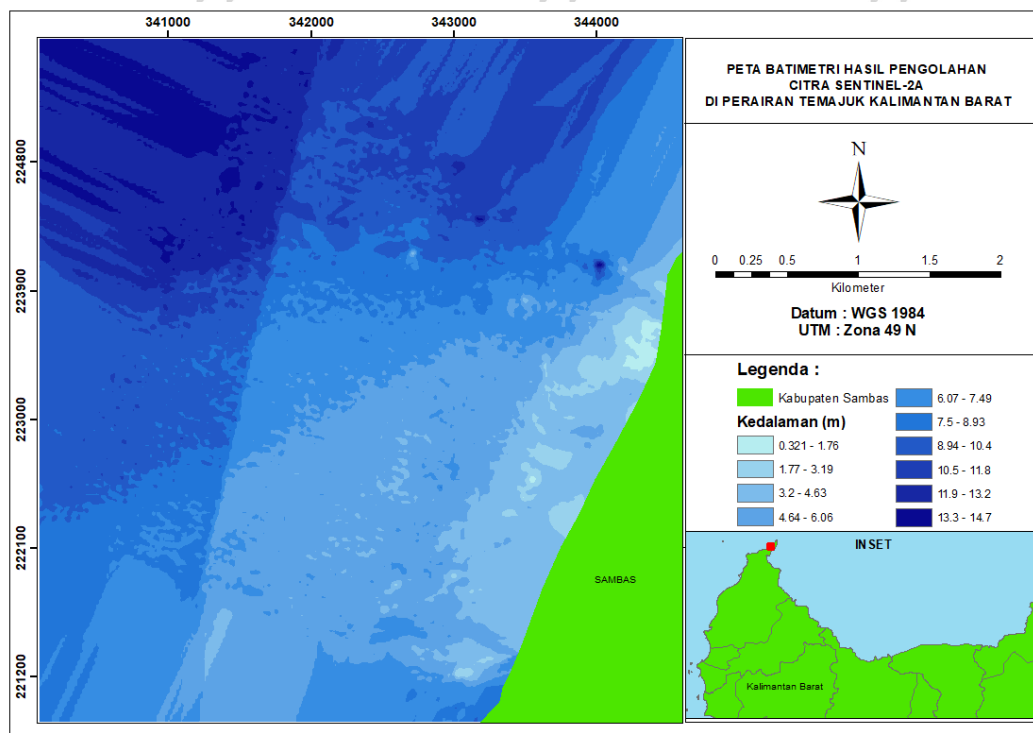 341000 342000 343000 344000
224800
223900
223000
222100
221200
SAMBAS
PETA BATIMETRI HASIL PENGOLAHAN
CITRA SENTINEL-2A
DI PERAIRAN TEMAJUK KALIMANTAN BARAT
N
0 0.25 0.5 1 1.5 2
Kilometer
Datum : WGS 1984
UTM : Zona 49 N
Legenda :
Kabupaten Sambas
Kedalaman (m)
0.321 - 1.76
1.77 - 3.19
3.2 - 4.63
4.64 - 6.06
6.07 - 7.49
7.5 - 8.93
8.94 - 10.4
10.5 - 11.8
11.9 - 13.2
13.3 - 14.7
INSET
Kalimantan Barat